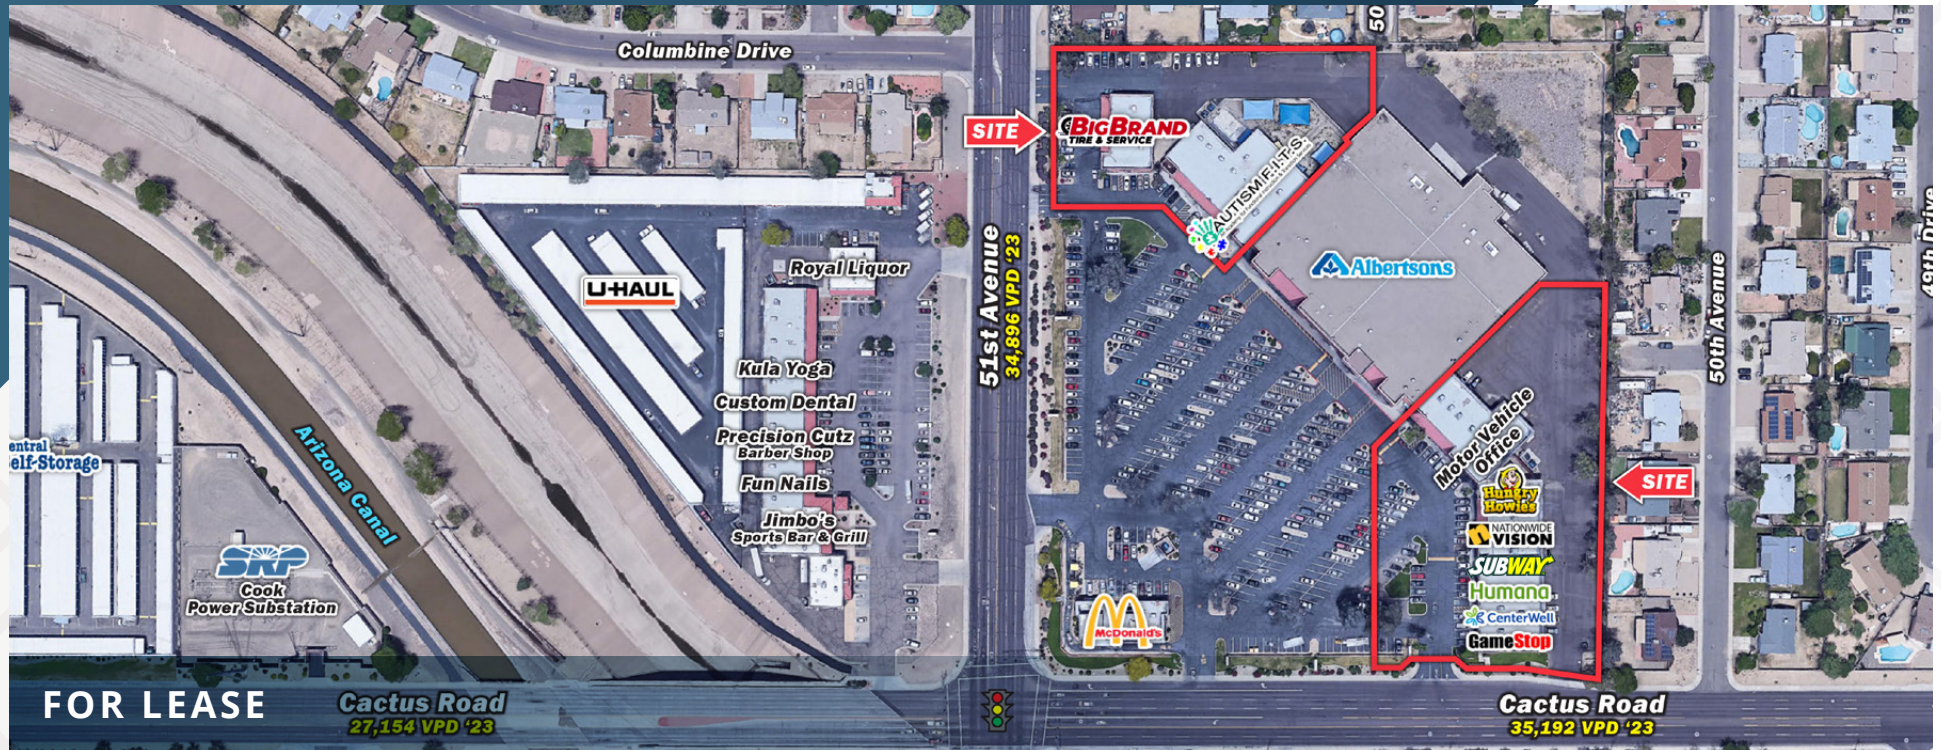 Columbine Drive
50
SITE
BIGBRAND
TIRE & SERVICE
AUTISM F.I.T.S.
Albertsons
U-HAUL
Royal Liquor
51st Avenue
34,896 VPD '23
50th Avenue
49th Drive
Kula Yoga
Custom Dental
Precision Cutz
Barber Shop
Fun Nails
Jimbo's
Sports Bar & Grill
entral
elf-Storage
Arizona Canal
SRP
Cook
Power Substation
McDonald's
Motor Vehicle
Office
Hungry
Howie's
NATIONWIDE
VISION
SUBWAY
Humana
CenterWell
GameStop
SITE
FOR LEASE
Cactus Road
27,154 VPD '23
Cactus Road
35,192 VPD '23